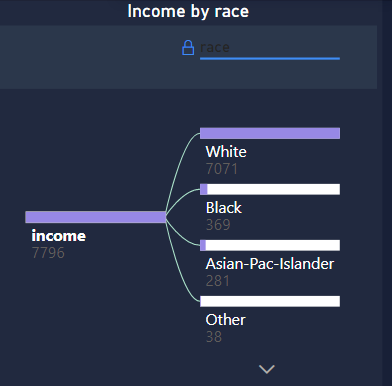 Income by race
race
White
7071
Black
369
income
7796
Asian-Pac-Islander
281
Other
38